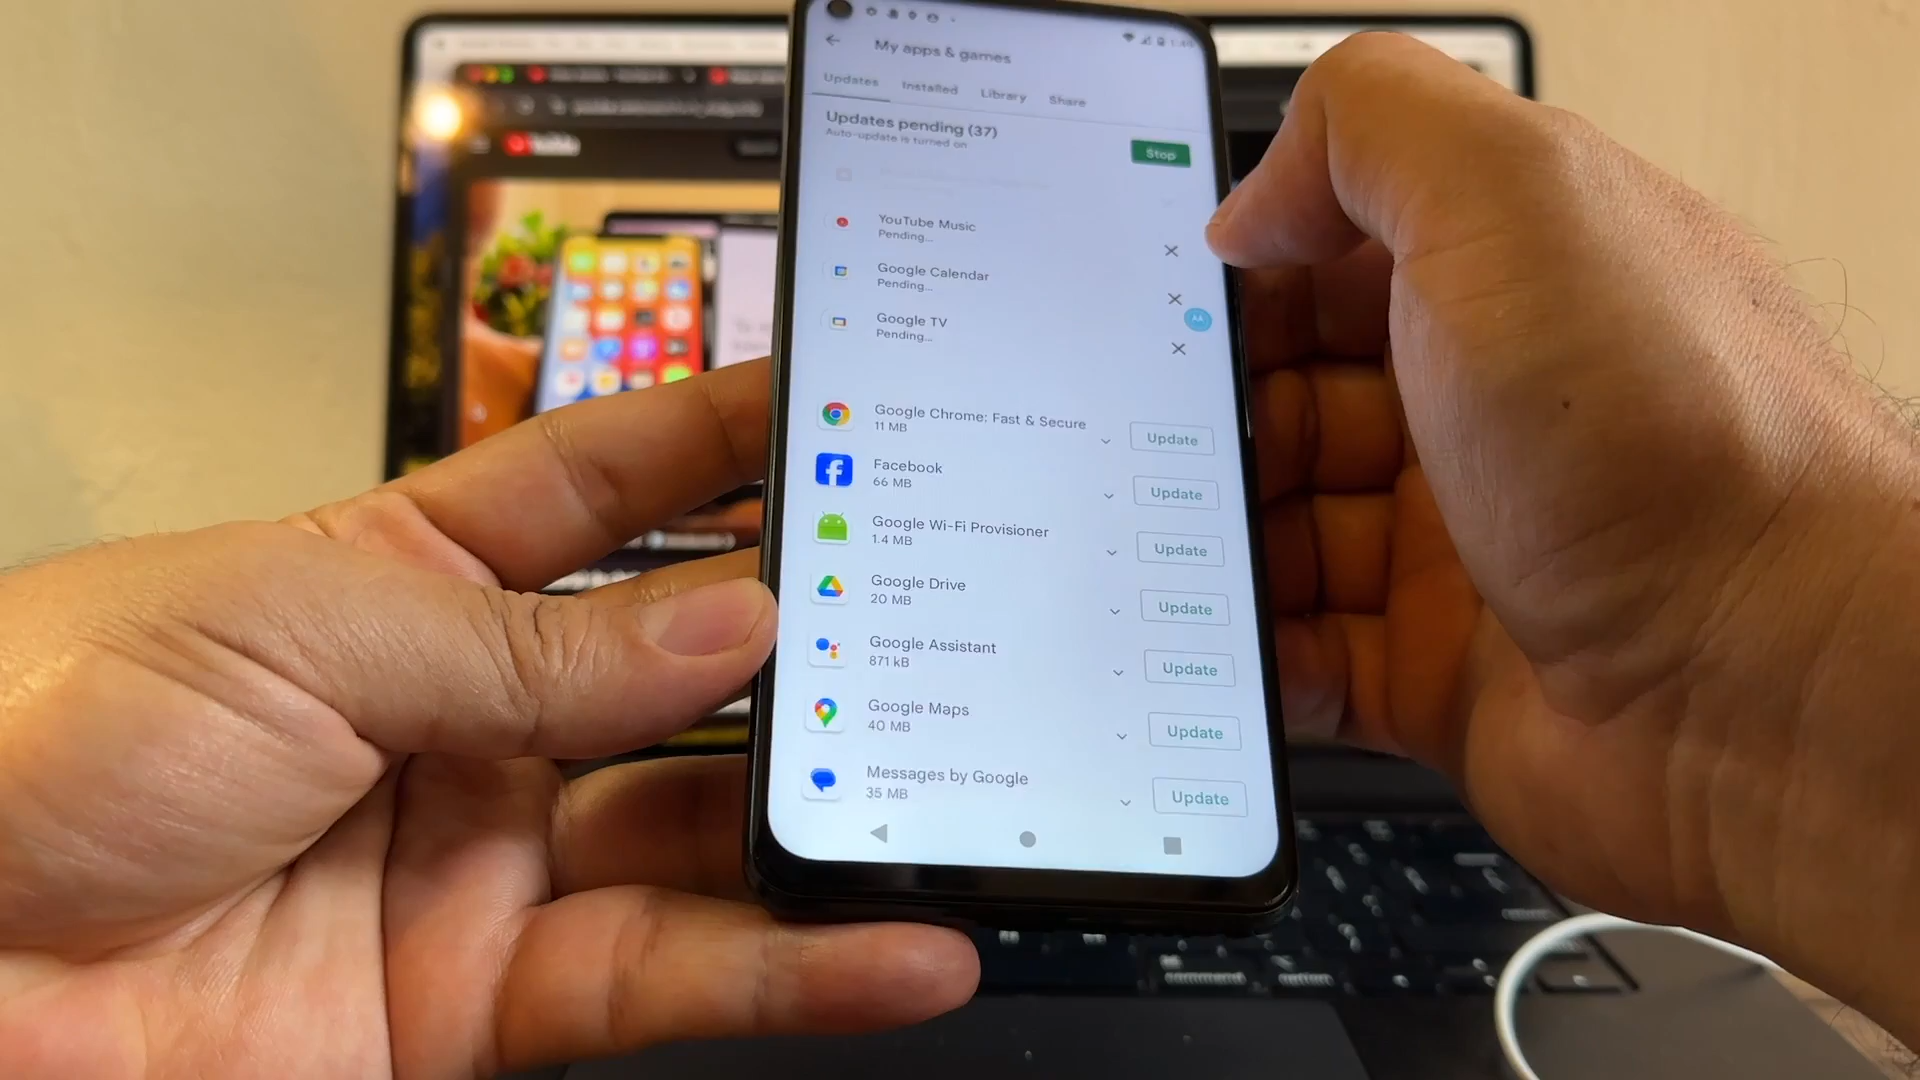 My apps & games
Updates Installed Library Share
Updates pending (37)
Auto-update is turned on
Stop
YouTube Music
Pending...
Google Calendar
Pending...
AA
Google TV
Pending...
Google Chrome: Fast & Secure
11 MB
Update
Facebook
66 MB
Update
Google Wi-Fi Provisioner
1.4 MB
Update
Google Drive
20 MB
Update
Google Assistant
871 kB
Update
Google Maps
40 MB
Update
Messages by Google
35 MB
Update
command option